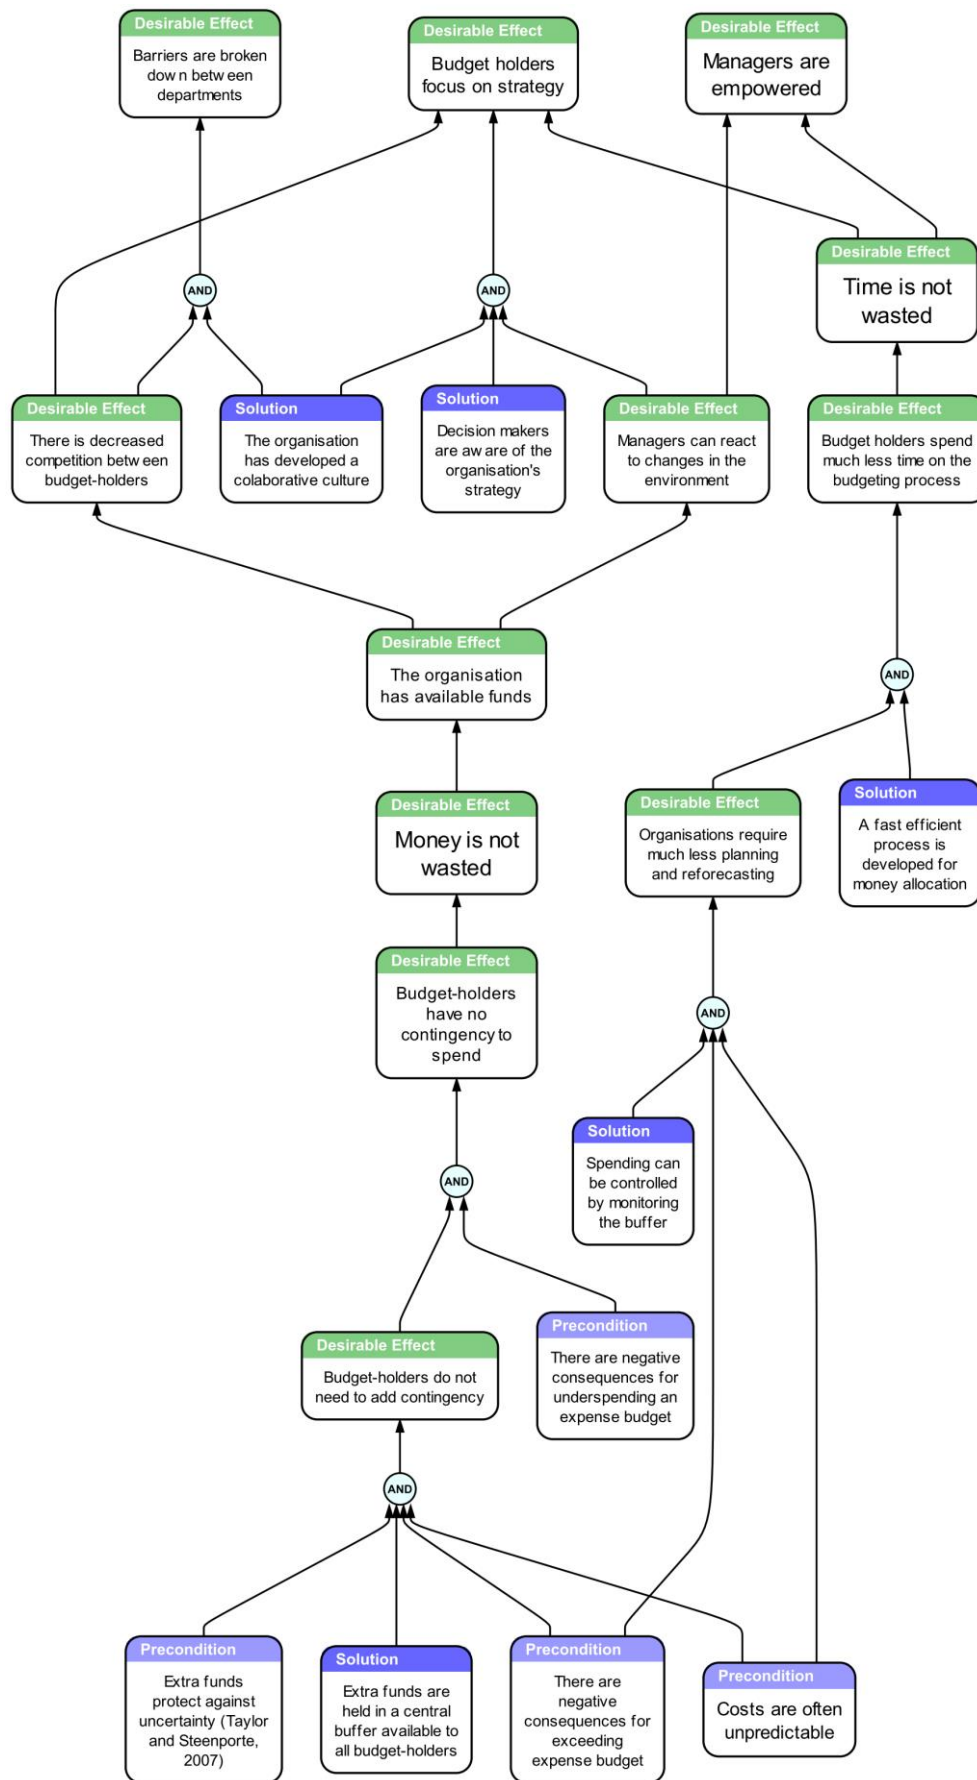 Desirable Effect
Barriers are broken
down between
departments
Desirable Effect
Budget holders
focus on strategy
Desirable Effect
Managers are
empowered
Desirable Effect
Time is not
wasted
AND
AND
Desirable Effect
There is decreased
competition between
budget-holders
Solution
The organisation
has developed a
colaborative culture
Solution
Decision makers
are aware of the
organisation's
strategy
Desirable Effect
Managers can react
to changes in the
environment
Desirable Effect
Budget holders spend
much less time on the
budgeting process
Desirable Effect
The organisation
has available funds
AND
Desirable Effect
Money is not
wasted
Desirable Effect
Organisations require
much less planning
and reforecasting
Solution
A fast efficient
process is
developed for
money allocation
Desirable Effect
Budget-holders
have no
contingency to
spend
AND
Solution
Spending can
be controlled
by monitoring
the buffer
AND
Desirable Effect
Budget-holders do not
need to add contingency
Precondition
There are negative
consequences for
underspending an
expense budget
AND
Precondition
Extra funds
protect against
uncertainty (Taylor
and Steenporte,
2007)
Solution
Extra funds are
held in a central
buffer available to
all budget-holders
Precondition
There are
negative
consequences for
exceeding
expense budget
Precondition
Costs are often
unpredictable